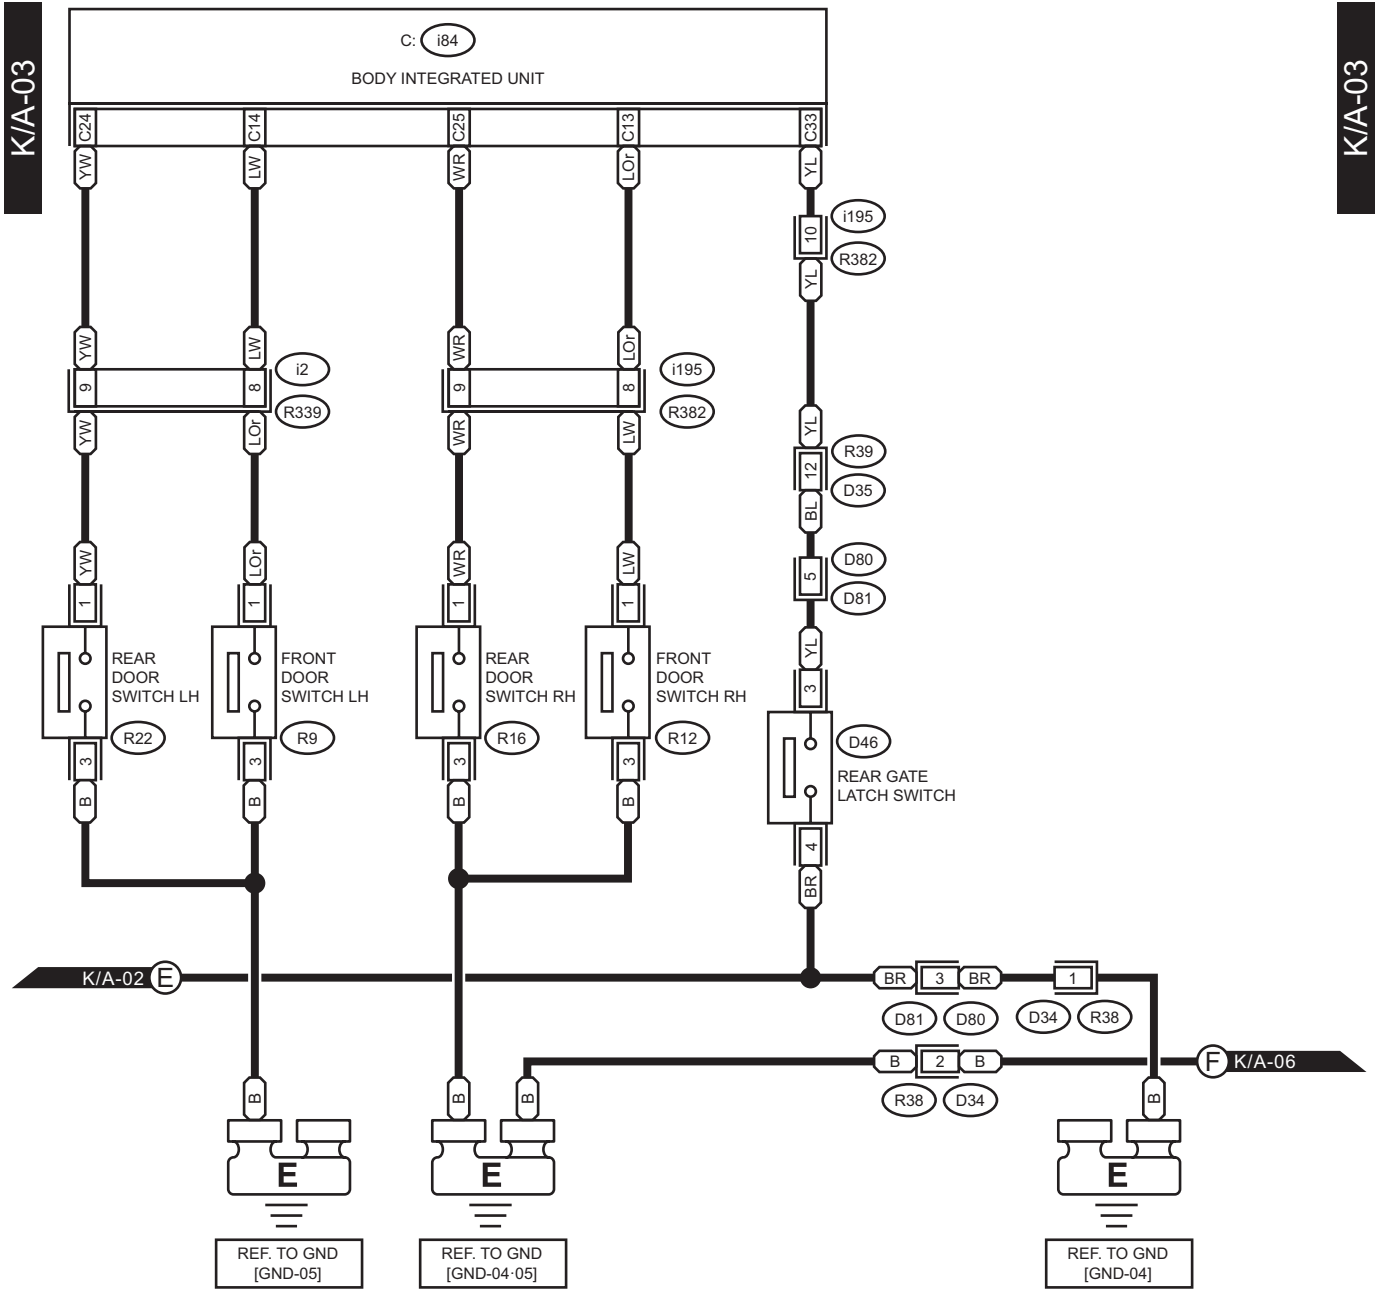 K/A-03
K/A-03
C: i84
BODY INTEGRATED UNIT
C24 C14 C25 C13 C33
YW LW WR LOr YL
10
i195
R382
YL
YW LW WR LOr
9 8
i2
R339
9 8
i195
R382
YW LOr WR LW
YL
12
R39
D35
BL
5
D80
D81
YW LOr WR LW YL
1 1 1 1 3
REAR
DOOR
SWITCH LH
R22
FRONT
DOOR
SWITCH LH
R9
REAR
DOOR
SWITCH RH
R16
FRONT
DOOR
SWITCH RH
R12
D46
REAR GATE
LATCH SWITCH
3 3 3 3 4
B B B B BR
K/A-02 E
BR 3 BR 1
D81 D80 D34 R38
B 2 B
F K/A-06
R38 D34
B B B B
E E E
REF. TO GND
[GND-05]
REF. TO GND
[GND-04·05]
REF. TO GND
[GND-04]